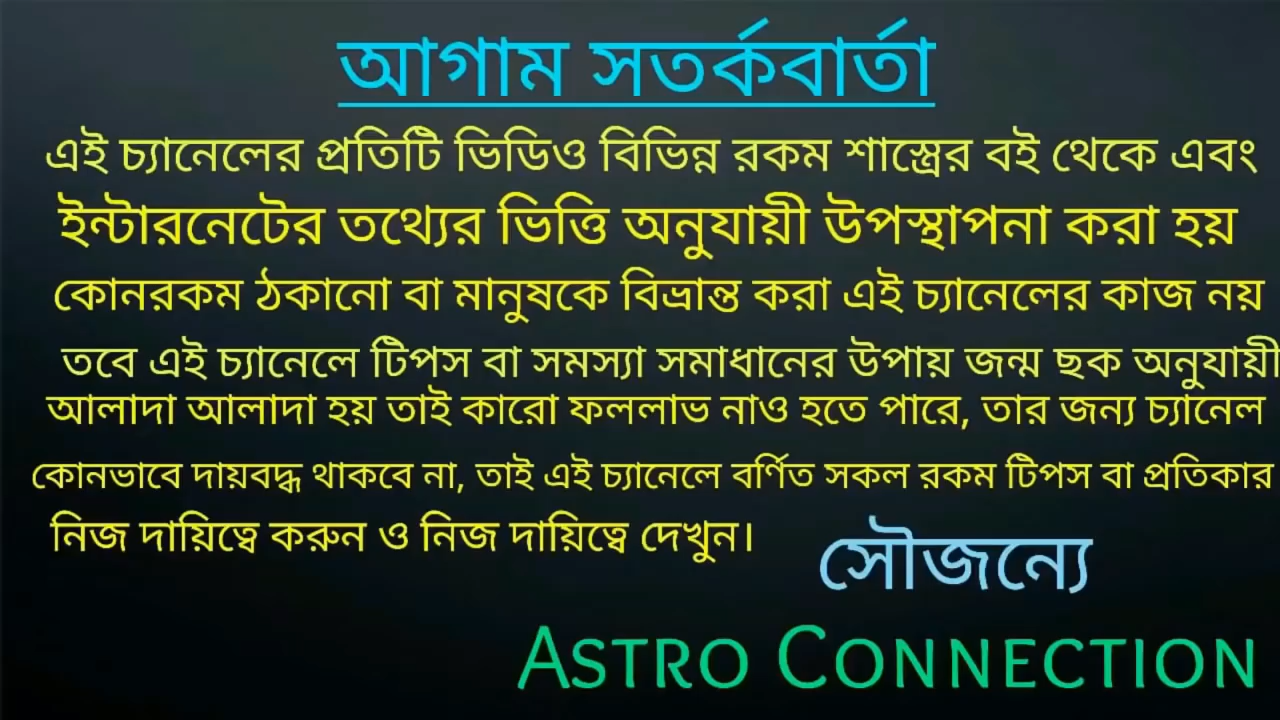 আগাম সতর্কবার্তা
এই চ্যানেলের প্রতিটি ভিডিও বিভিন্ন রকম শাস্ত্রের বই থেকে এবং
ইন্টারনেটের তথ্যের ভিত্তি অনুযায়ী উপস্থাপনা করা হয়
কোনরকম ঠকানো বা মানুষকে বিভ্রান্ত করা এই চ্যানেলের কাজ নয়
তবে এই চ্যানেলে টিপস বা সমস্যা সমাধানের উপায় জন্ম ছক অনুযায়ী
আলাদা আলাদা হয় তাই কারো ফললাভ নাও হতে পারে, তার জন্য চ্যানেল
কোনভাবে দায়বদ্ধ থাকবে না, তাই এই চ্যানেলে বর্ণিত সকল রকম টিপস বা প্রতিকার
নিজ দায়িত্বে করুন ও নিজ দায়িত্বে দেখুন।
সৌজন্যে
ASTRO CONNECTION